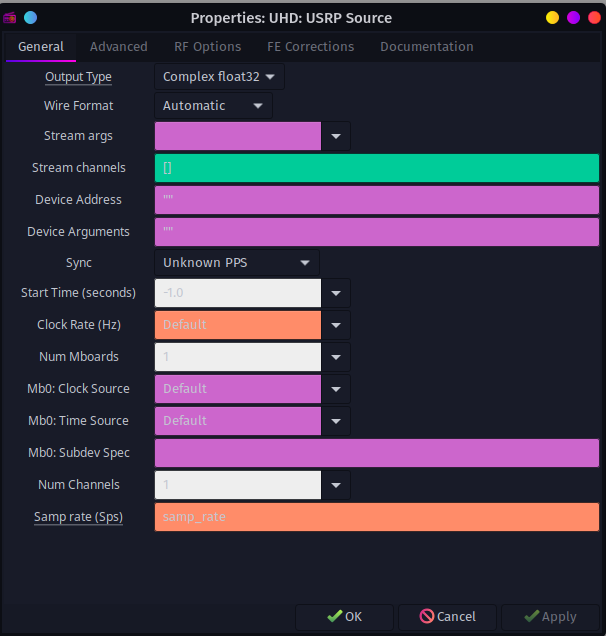 Properties: UHD: USRP Source
General Advanced RF Options FE Corrections Documentation
Output Type Complex float32
Wire Format Automatic
Stream args
Stream channels []
Device Address ""
Device Arguments ""
Sync Unknown PPS
Start Time (seconds) -1.0
Clock Rate (Hz) Default
Num Mboards 1
Mb0: Clock Source Default
Mb0: Time Source Default
Mb0: Subdev Spec
Num Channels 1
Samp rate (Sps) samp_rate
OK Cancel Apply